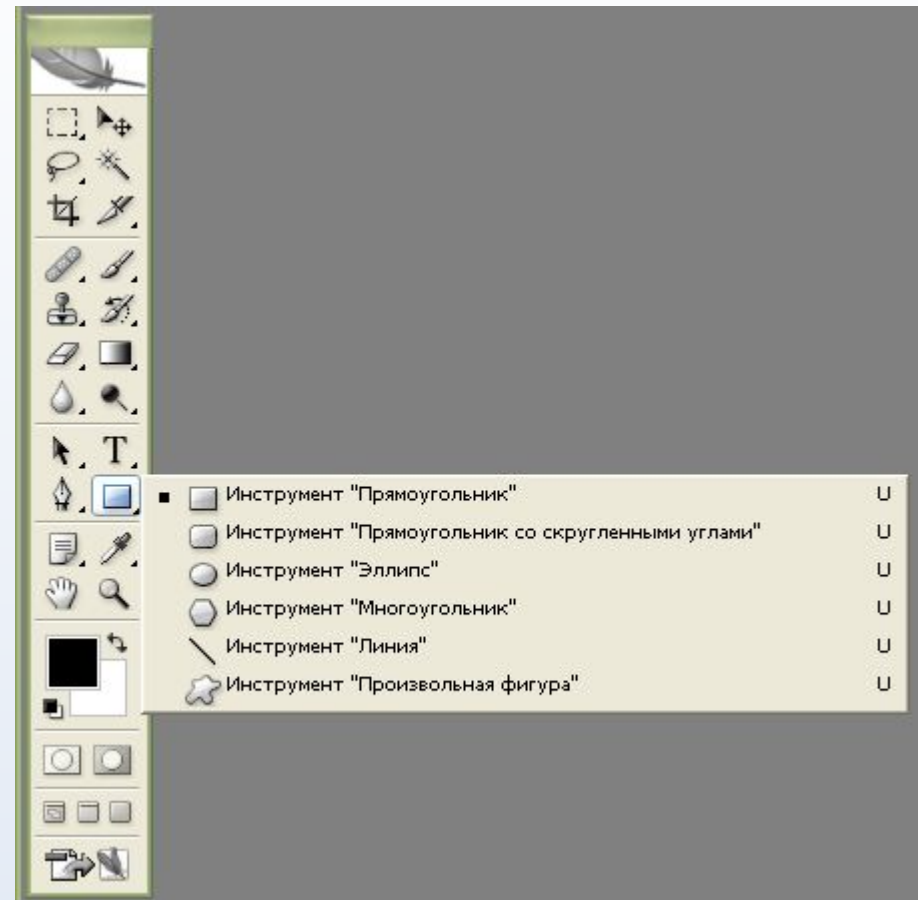 T
Инструмент "Прямоугольник" U
Инструмент "Прямоугольник со скругленными углами" U
Инструмент "Эллипс" U
Инструмент "Многоугольник" U
Инструмент "Линия" U
Инструмент "Произвольная фигура" U